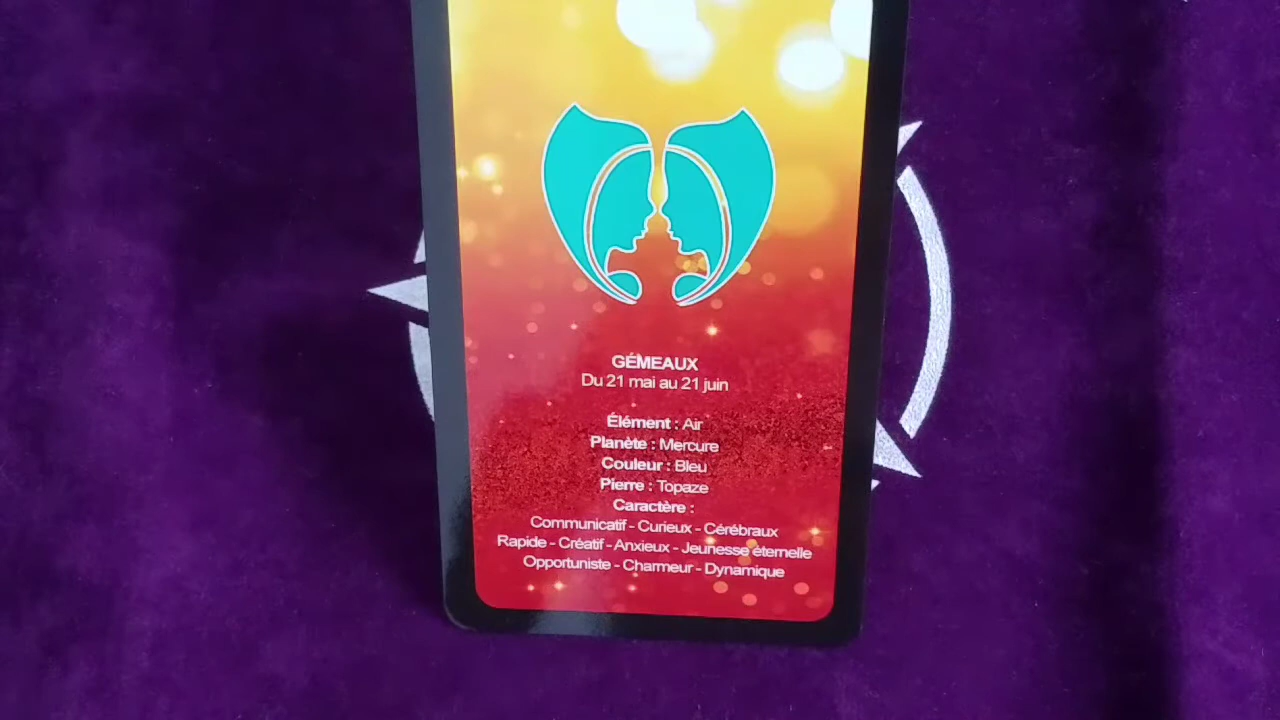 GÉMEAUX
Du 21 mai au 21 juin
Élément : Air
Planète : Mercure
Couleur : Bleu
Pierre : Topaze
Caractère :
Communicatif - Curieux - Cérébraux
Rapide - Créatif - Anxieux - Jeunesse éternelle
Opportuniste - Charmeur - Dynamique